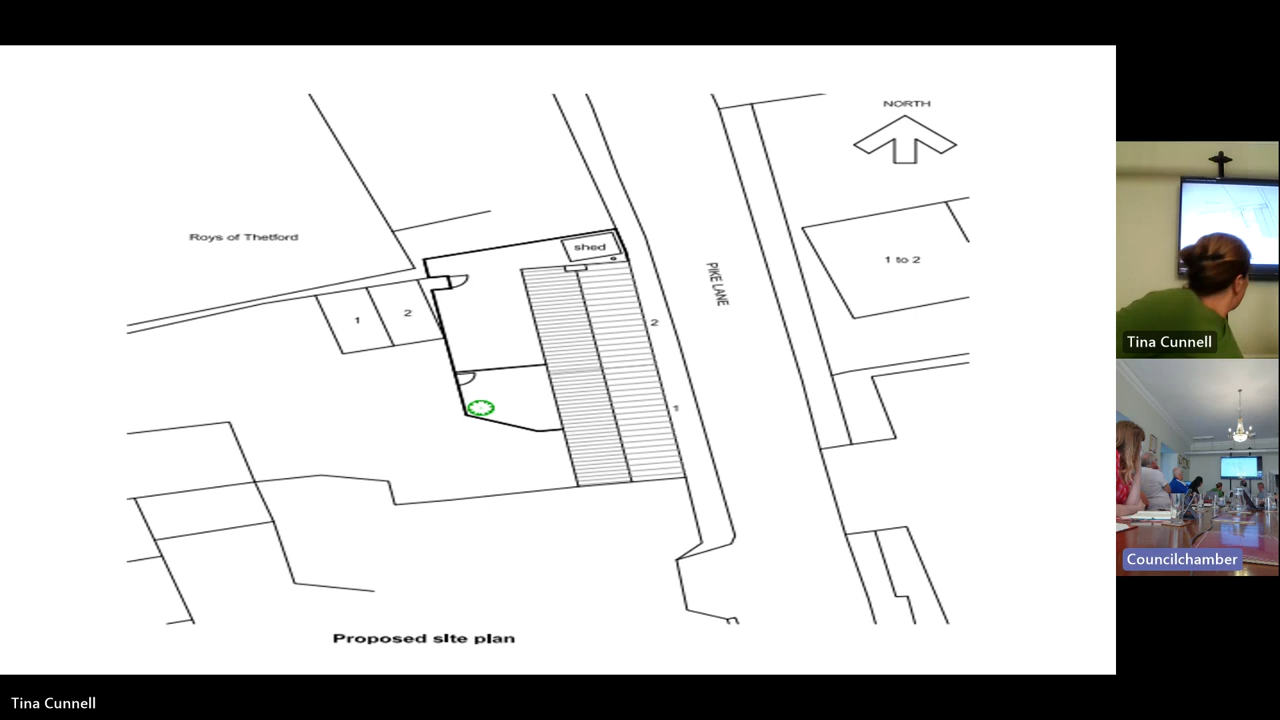 NORTH
Roys of Thetford
shed
1 to 2
PIKE LANE
1
2
2
1
Proposed site plan
Tina Cunnell
Councilchamber
Tina Cunnell